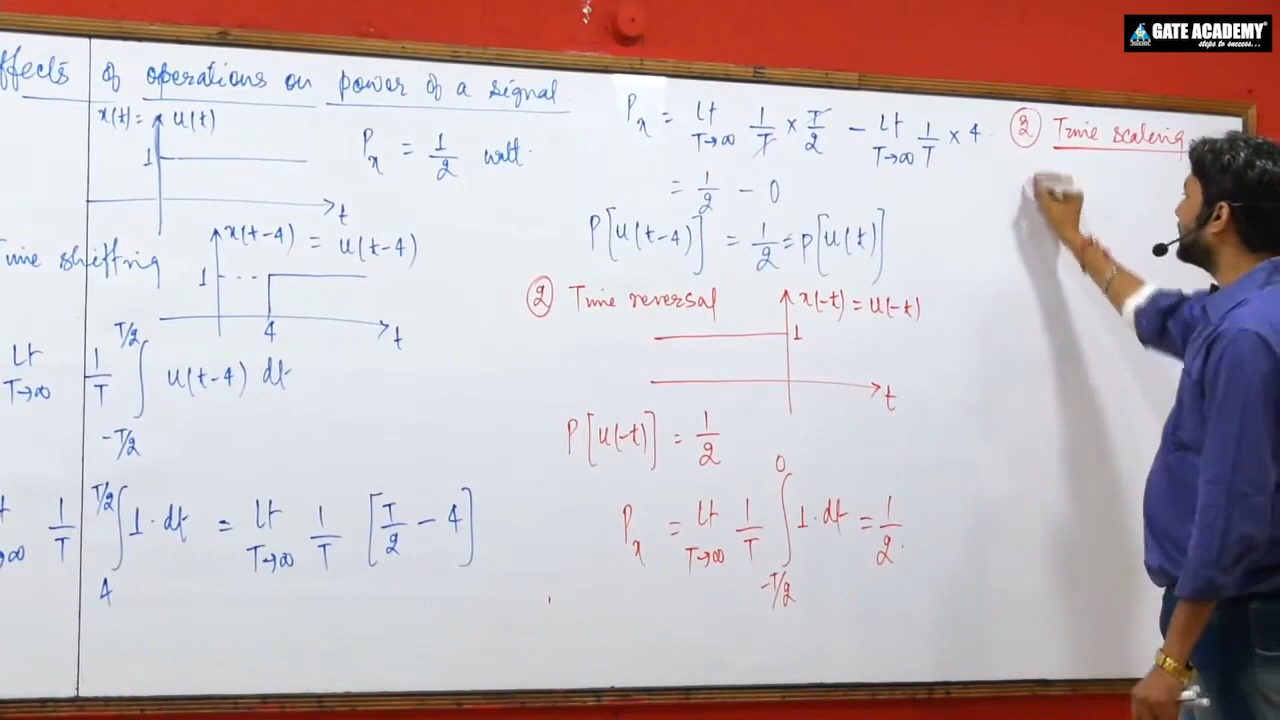 GATE ACADEMY
steps to success...
ffects of operations on power of a signal
x(t) = u(t)
1
t
Pₓ = 1/2 watt.
Time shifting
x(t-4) = u(t-4)
1
4
t
Lt T→∞ 1/T ∫_{-T/2}^{T/2} u(t-4) dt
t →∞ 1/T ∫_{4}^{T/2} 1. dt = Lt T→∞ 1/T [T/2 - 4]
Pₓ = Lt T→∞ 1/T × T/2 - Lt T→∞ 1/T × 4
= 1/2 - 0
P[u(t-4)] = 1/2 = P[u(t)]
② Time reversal
x(-t) = u(-t)
1
t
P[u(-t)] = 1/2
Pₓ = Lt T→∞ 1/T ∫_{-T/2}^{0} 1. dt = 1/2.
③ Time scaling